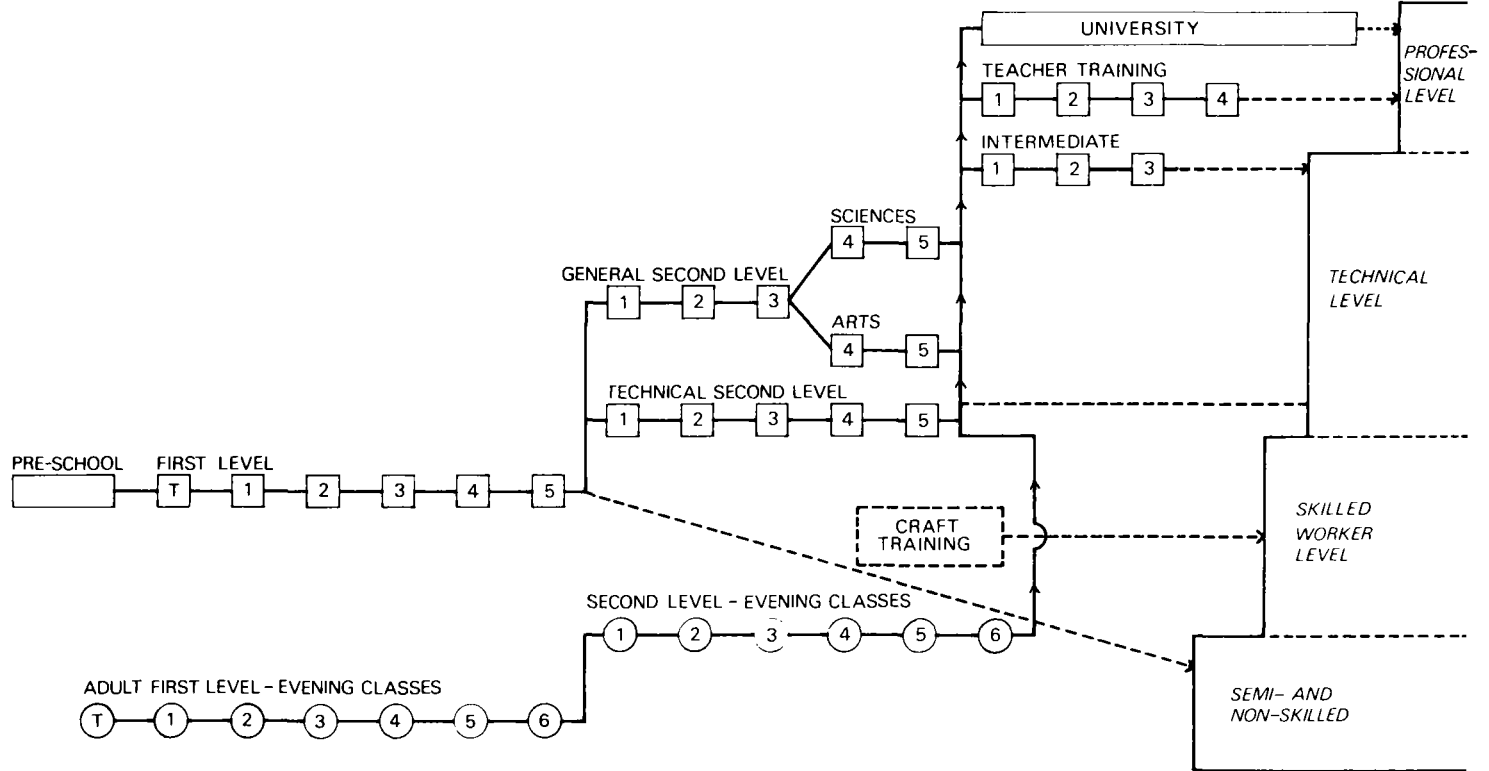 UNIVERSITY
PROFES-
SIONAL
LEVEL
TEACHER TRAINING
1 2 3 4
INTERMEDIATE
1 2 3
SCIENCES
4 5
GENERAL SECOND LEVEL
1 2 3
ARTS
4 5
TECHNICAL
LEVEL
TECHNICAL SECOND LEVEL
1 2 3 4 5
PRE-SCHOOL
FIRST LEVEL
T 1 2 3 4 5
CRAFT
TRAINING
SKILLED
WORKER
LEVEL
SECOND LEVEL - EVENING CLASSES
1 2 3 4 5 6
ADULT FIRST LEVEL - EVENING CLASSES
T 1 2 3 4 5 6
SEMI- AND
NON-SKILLED